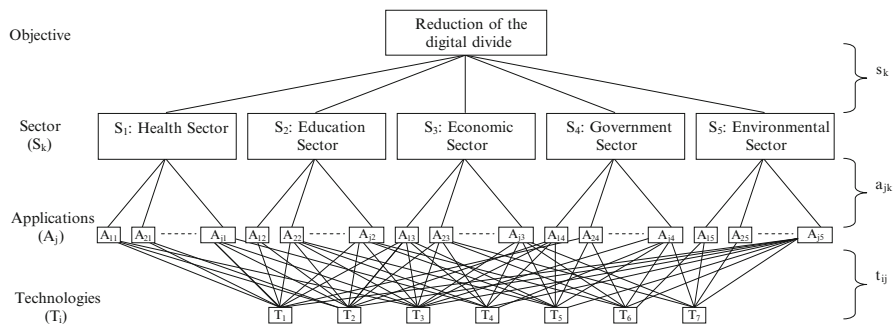 Objective
Reduction of the
digital divide
s_k
Sector
(S_k)
S_1: Health Sector
S_2: Education
Sector
S_3: Economic
Sector
S_4: Government
Sector
S_5: Environmental
Sector
a_jk
Applications
(A_j)
A_11 A_21 A_j1 A_12 A_22 A_j2 A_13 A_23 A_j3 A_14 A_24 A_j4 A_15 A_25 A_j5
t_ij
Technologies
(T_i)
T_1 T_2 T_3 T_4 T_5 T_6 T_7